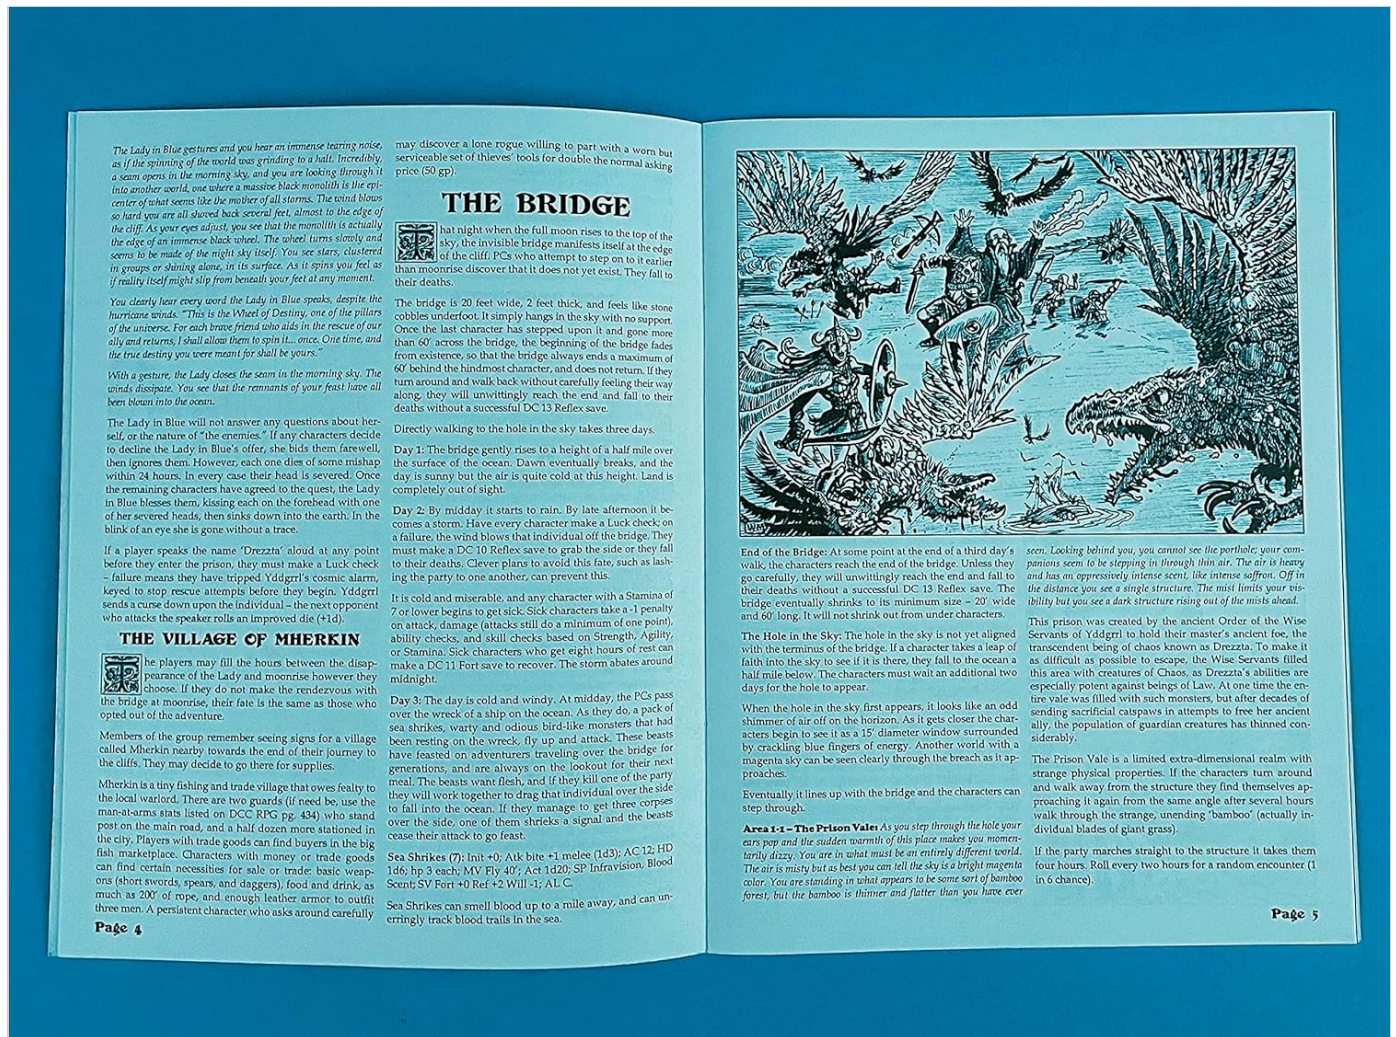 The Lady in Blue gestures and you hear an immense tearing noise,
as if the spinning of the world was grinding to a halt. Incredibly,
a seam opens in the morning sky, and you are looking through it
into another world, one where a massive black monolith is the epi-
center of what seems like the mother of all storms. The wind blows
so hard you are all shoved back several feet, almost to the edge of
the cliff. As your eyes adjust, you see that the monolith is actually
the edge of an immense black wheel. The wheel turns slowly and
seems to be made of the night sky itself. You see stars, clustered
in groups or shining alone, in its surface. As it spins you feel as
if reality itself might slip from beneath your feet at any moment.
You clearly hear every word the Lady in Blue speaks, despite the
hurricane winds. "This is the Wheel of Destiny, one of the pillars
of the universe. For each brave friend who aids in the rescue of our
ally and returns, I shall allow them to spin it... once. One time, and
the true destiny you were meant for shall be yours."
With a gesture, the Lady closes the seam in the morning sky. The
winds dissipate. You see that the remnants of your feast have all
been blown into the ocean.
The Lady in Blue will not answer any questions about her-
self, or the nature of "the enemies." If any characters decide
to decline the Lady in Blue's offer, she bids them farewell,
then ignores them. However, each one dies of some mishap
within 24 hours. In every case their head is severed. Once
the remaining characters have agreed to the quest, the Lady
in Blue blesses them, kissing each on the forehead with one
of her severed heads, then sinks down into the earth. In the
blink of an eye she is gone without a trace.
If a player speaks the name 'Drezzta' aloud at any point
before they enter the prison, they must make a Luck check
– failure means they have tripped Yddgrrl's cosmic alarm,
keyed to stop rescue attempts before they begin. Yddgrrl
sends a curse down upon the individual – the next opponent
who attacks the speaker rolls an improved die (+1d).
THE VILLAGE OF MHERKIN
The players may fill the hours between the disap-
pearance of the Lady and moonrise however they
choose. If they do not make the rendezvous with
the bridge at moonrise, their fate is the same as those who
opted out of the adventure.
Members of the group remember seeing signs for a village
called Mherkin nearby towards the end of their journey to
the cliffs. They may decide to go there for supplies.
Mherkin is a tiny fishing and trade village that owes fealty to
the local warlord. There are two guards (if need be, use the
man-at-arms stats listed on DCC RPG pg. 434) who stand
post on the main road, and a half dozen more stationed in
the city. Players with trade goods can find buyers in the big
fish marketplace. Characters with money or trade goods
can find certain necessities for sale or trade: basic weap-
ons (short swords, spears, and daggers), food and drink, as
much as 200' of rope, and enough leather armor to outfit
three men. A persistent character who asks around carefully
Page 4
may discover a lone rogue willing to part with a worn but
serviceable set of thieves' tools for double the normal asking
price (50 gp).
THE BRIDGE
That night when the full moon rises to the top of the
sky, the invisible bridge manifests itself at the edge
of the cliff. PCs who attempt to step on to it earlier
than moonrise discover that it does not yet exist. They fall to
their deaths.
The bridge is 20 feet wide, 2 feet thick, and feels like stone
cobbles underfoot. It simply hangs in the sky with no support.
Once the last character has stepped upon it and gone more
than 60' across the bridge, the beginning of the bridge fades
from existence, so that the bridge always ends a maximum of
60' behind the hindmost character, and does not return. If they
turn around and walk back without carefully feeling their way
along, they will unwittingly reach the end and fall to their
deaths without a successful DC 13 Reflex save.
Directly walking to the hole in the sky takes three days.
Day 1: The bridge gently rises to a height of a half mile over
the surface of the ocean. Dawn eventually breaks, and the
day is sunny but the air is quite cold at this height. Land is
completely out of sight.
Day 2: By midday it starts to rain. By late afternoon it be-
comes a storm. Have every character make a Luck check; on
a failure, the wind blows that individual off the bridge. They
must make a DC 10 Reflex save to grab the side or they fall
to their deaths. Clever plans to avoid this fate, such as lash-
ing the party to one another, can prevent this.
It is cold and miserable, and any character with a Stamina of
7 or lower begins to get sick. Sick characters take a -1 penalty
on attack, damage (attacks still do a minimum of one point),
ability checks, and skill checks based on Strength, Agility,
or Stamina. Sick characters who get eight hours of rest can
make a DC 11 Fort save to recover. The storm abates around
midnight.
Day 3: The day is cold and windy. At midday, the PCs pass
over the wreck of a ship on the ocean. As they do, a pack of
sea shrikes, warty and odious bird-like monsters that had
been resting on the wreck, fly up and attack. These beasts
have feasted on adventurers traveling over the bridge for
generations, and are always on the lookout for their next
meal. The beasts want flesh, and if they kill one of the party
they will work together to drag that individual over the side
to fall into the ocean. If they manage to get three corpses
over the side, one of them shrieks a signal and the beasts
cease their attack to go feast.
Sea Shrikes (7): Init +0; Atk bite +1 melee (1d3); AC 12; HD
1d6; hp 3 each; MV Fly 40'; Act 1d20; SP Infravision, Blood
Scent; SV Fort +0 Ref +2 Will -1; AL C.
Sea Shrikes can smell blood up to a mile away, and can un-
erringly track blood trails in the sea.
WM
End of the Bridge: At some point at the end of a third day's
walk, the characters reach the end of the bridge. Unless they
go carefully, they will unwittingly reach the end and fall to
their deaths without a successful DC 13 Reflex save. The
bridge eventually shrinks to its minimum size – 20' wide
and 60' long. It will not shrink out from under characters.
The Hole in the Sky: The hole in the sky is not yet aligned
with the terminus of the bridge. If a character takes a leap of
faith into the sky to see if it is there, they fall to the ocean a
half mile below. The characters must wait an additional two
days for the hole to appear.
When the hole in the sky first appears, it looks like an odd
shimmer of air off on the horizon. As it gets closer the char-
acters begin to see it as a 15' diameter window surrounded
by crackling blue fingers of energy. Another world with a
magenta sky can be seen clearly through the breach as it ap-
proaches.
Eventually it lines up with the bridge and the characters can
step through.
Area 1-1 – The Prison Vale: As you step through the hole your
ears pop and the sudden warmth of this place makes you momen-
tarily dizzy. You are in what must be an entirely different world.
The air is misty but as best you can tell the sky is a bright magenta
color. You are standing in what appears to be some sort of bamboo
forest, but the bamboo is thinner and flatter than you have ever
seen. Looking behind you, you cannot see the porthole; your com-
panions seem to be stepping in through thin air. The air is heavy
and has an oppressively intense scent, like intense saffron. Off in
the distance you see a single structure. The mist limits your vis-
ibility but you see a dark structure rising out of the mists ahead.
This prison was created by the ancient Order of the Wise
Servants of Yddgrrl to hold their master's ancient foe, the
transcendent being of chaos known as Drezzta. To make it
as difficult as possible to escape, the Wise Servants filled
this area with creatures of Chaos, as Drezzta's abilities are
especially potent against beings of Law. At one time the en-
tire vale was filled with such monsters, but after decades of
sending sacrificial catspaws in attempts to free her ancient
ally, the population of guardian creatures has thinned con-
siderably.
The Prison Vale is a limited extra-dimensional realm with
strange physical properties. If the characters turn around
and walk away from the structure they find themselves ap-
proaching it again from the same angle after several hours
walk through the strange, unending 'bamboo' (actually in-
dividual blades of giant grass).
If the party marches straight to the structure it takes them
four hours. Roll every two hours for a random encounter (1
in 6 chance).
Page 5